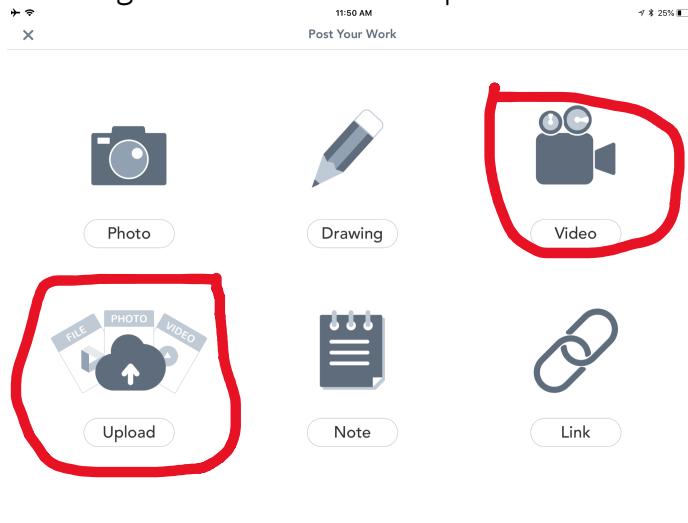 11:50 AM
25%
Post Your Work
Photo
Drawing
Video
FILE
PHOTO
VIDEO
Upload
Note
Link